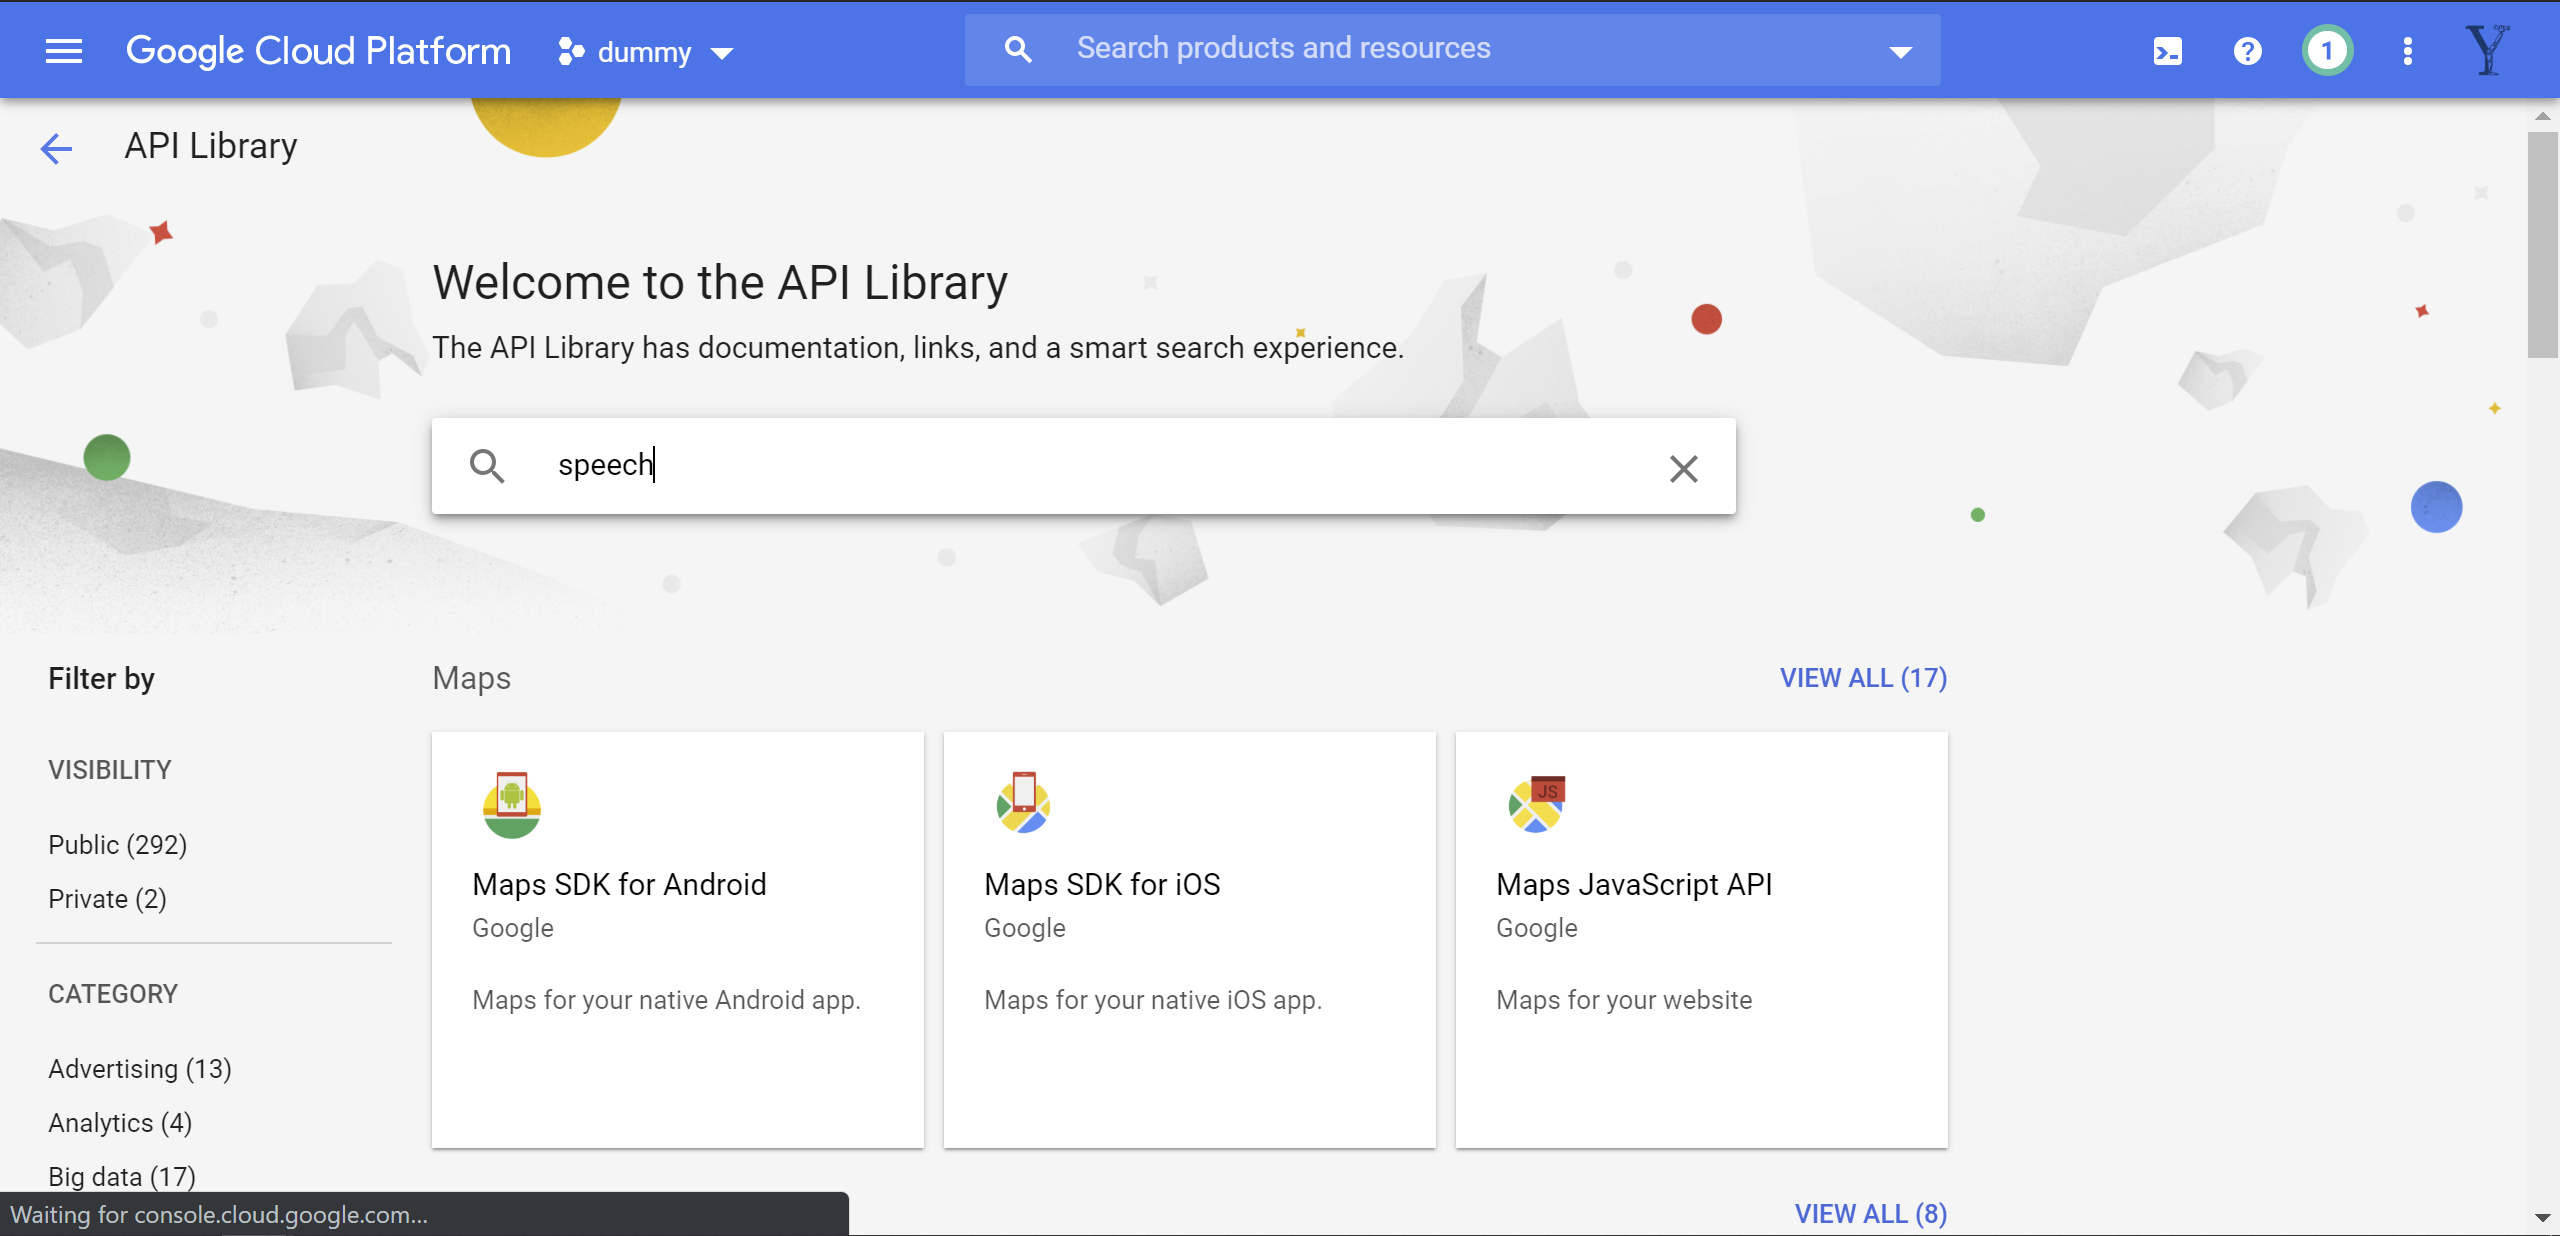 Google Cloud Platform
dummy
Search products and resources
1
API Library
Welcome to the API Library
The API Library has documentation, links, and a smart search experience.
speech
Filter by
VISIBILITY
Public (292)
Private (2)
CATEGORY
Advertising (13)
Analytics (4)
Big data (17)
Maps
VIEW ALL (17)
Maps SDK for Android
Google
Maps for your native Android app.
Maps SDK for iOS
Google
Maps for your native iOS app.
JS
Maps JavaScript API
Google
Maps for your website
VIEW ALL (8)
Waiting for console.cloud.google.com...